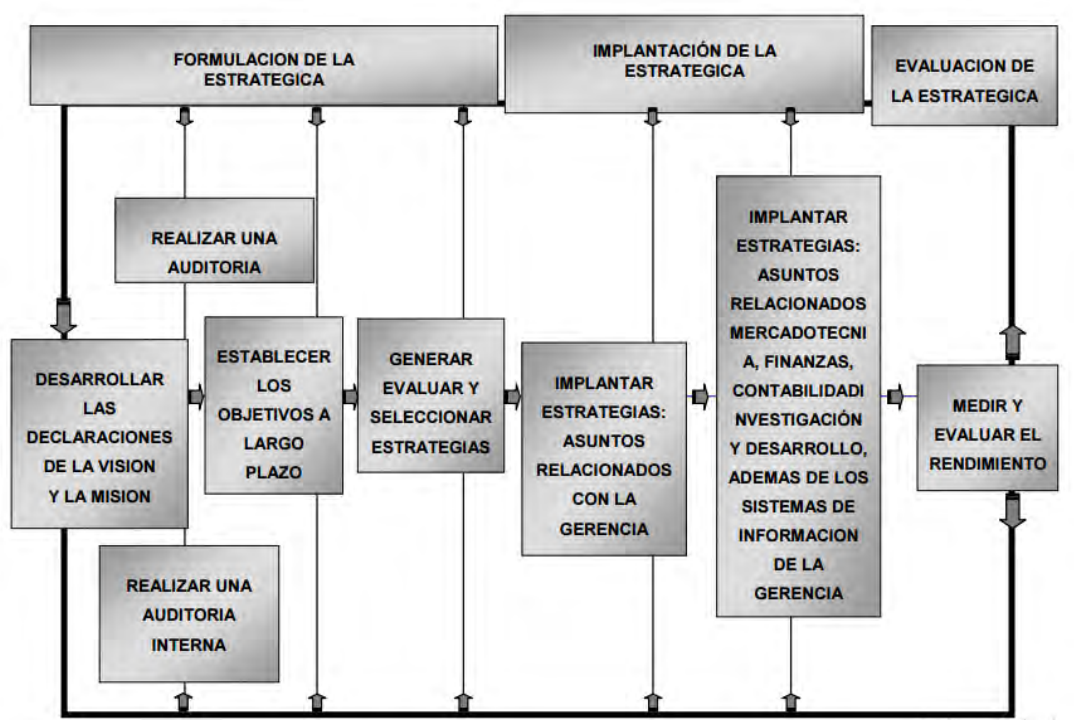 FORMULACION DE LA
ESTRATEGICA
IMPLANTACIÓN DE LA
ESTRATEGICA
EVALUACION DE
LA ESTRATEGICA
REALIZAR UNA
AUDITORIA
DESARROLLAR
LAS
DECLARACIONES
DE LA VISION
Y LA MISION
REALIZAR UNA
AUDITORIA
INTERNA
ESTABLECER
LOS
OBJETIVOS A
LARGO
PLAZO
GENERAR
EVALUAR Y
SELECCIONAR
ESTRATEGIAS
IMPLANTAR
ESTRATEGIAS:
ASUNTOS
RELACIONADOS
CON LA
GERENCIA
IMPLANTAR
ESTRATEGIAS:
ASUNTOS
RELACIONADOS
MERCADOTECNI
A, FINANZAS,
CONTABILIDADI
NVESTIGACIÓN
Y DESARROLLO,
ADEMAS DE LOS
SISTEMAS DE
INFORMACION
DE LA
GERENCIA
MEDIR Y
EVALUAR EL
RENDIMIENTO